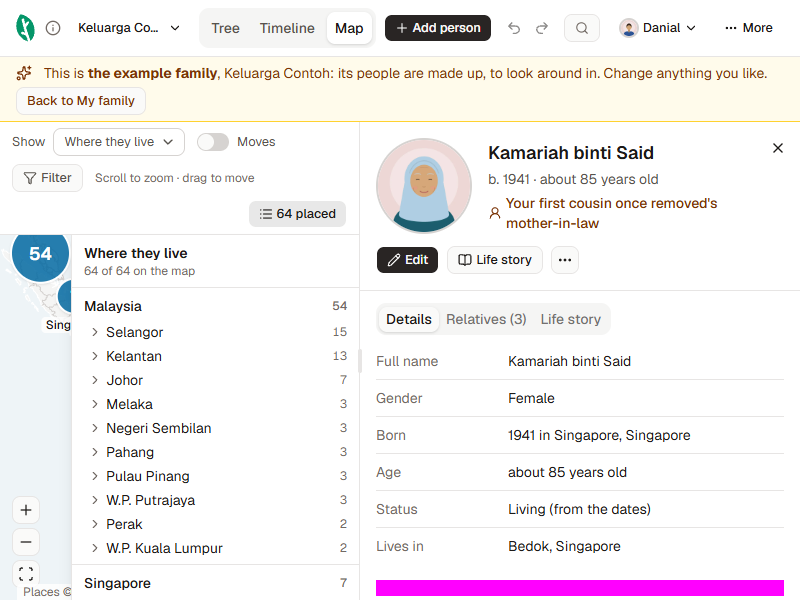 Keluarga Co...
Tree
Timeline
Map
+ Add person
Danial
··· More
This is the example family, Keluarga Contoh: its people are made up, to look around in. Change anything you like.
Back to My family
Show
Where they live
Moves
Filter
Scroll to zoom · drag to move
64 placed
54
Sing
Where they live
64 of 64 on the map
Malaysia 54
Selangor 15
Kelantan 13
Johor 7
Melaka 3
Negeri Sembilan 3
Pahang 3
Pulau Pinang 3
W.P. Putrajaya 3
Perak 2
W.P. Kuala Lumpur 2
Singapore 7
Places ©
Kamariah binti Said
b. 1941 · about 85 years old
Your first cousin once removed's
mother-in-law
Edit
Life story
Details
Relatives (3)
Life story
Full name Kamariah binti Said
Gender Female
Born 1941 in Singapore, Singapore
Age about 85 years old
Status Living (from the dates)
Lives in Bedok, Singapore